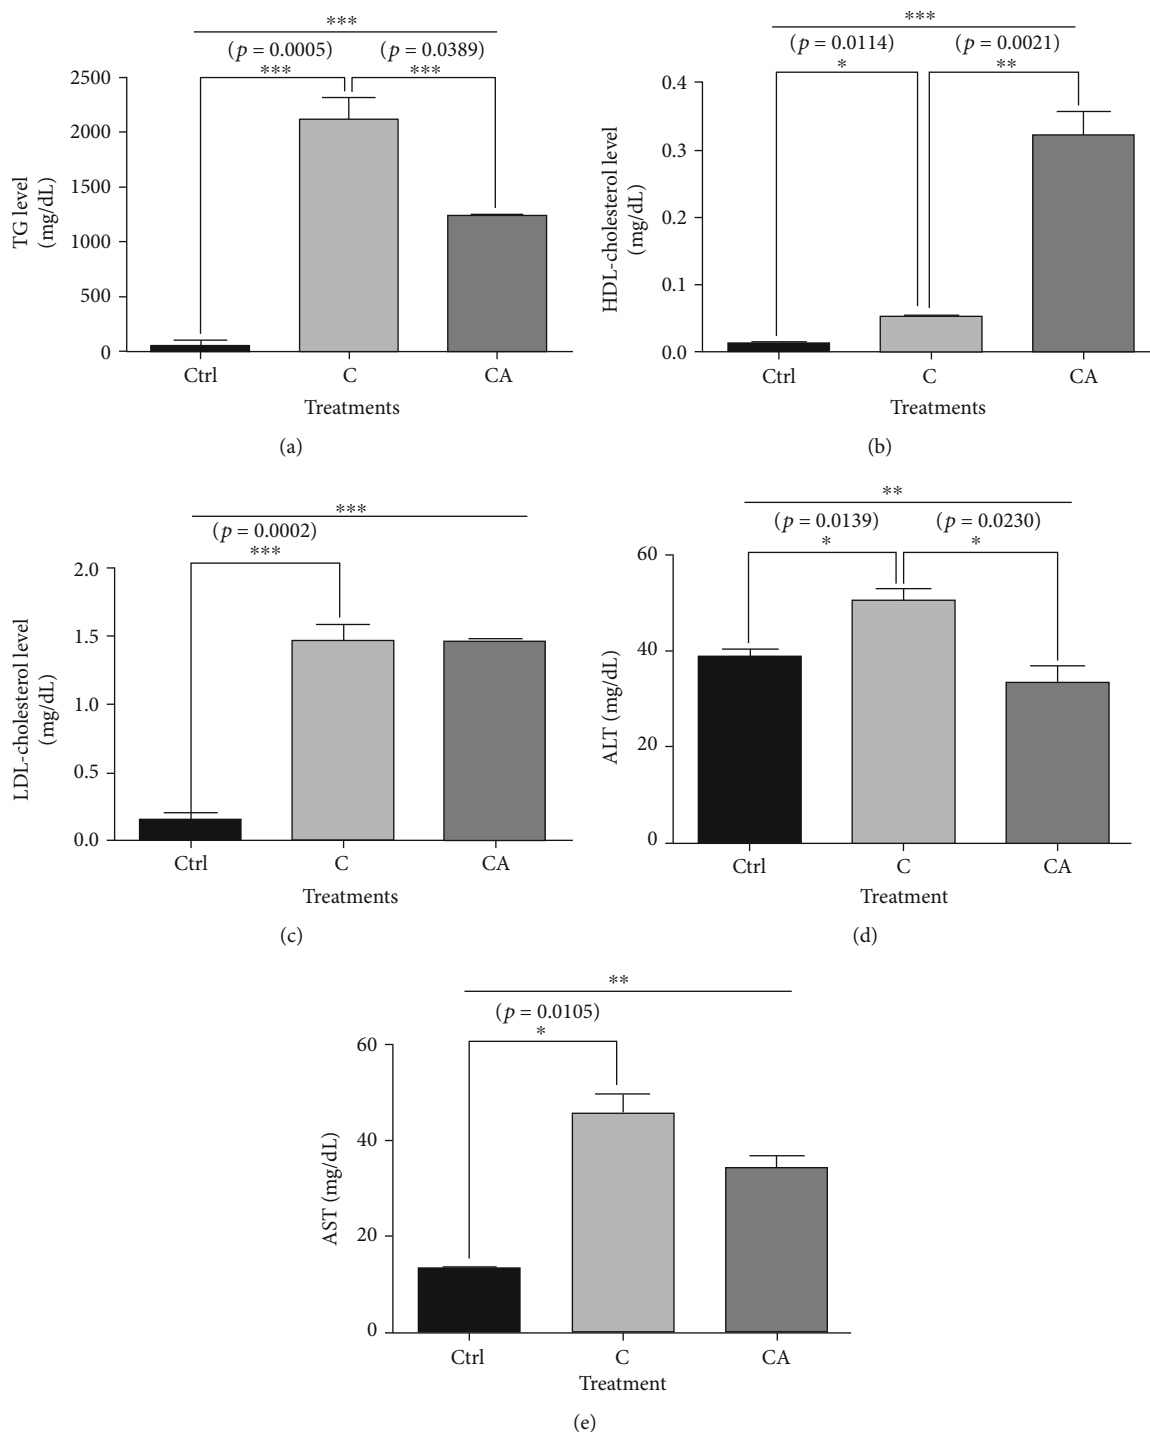 ***
(p = 0.0005) (p = 0.0389)
*** ***
2500
2000
1500
1000
500
0
TG level
(mg/dL)
Ctrl C CA
Treatments
(a)
***
(p = 0.0114) (p = 0.0021)
* **
0.4
0.3
0.2
0.1
0.0
HDL-cholesterol level
(mg/dL)
Ctrl C CA
Treatments
(b)
***
(p = 0.0002)
***
2.0
1.5
1.0
0.5
0.0
LDL-cholesterol level
(mg/dL)
Ctrl C CA
Treatments
(c)
**
(p = 0.0139) (p = 0.0230)
* *
60
40
20
0
ALT (mg/dL)
Ctrl C CA
Treatment
(d)
**
(p = 0.0105)
*
60
40
20
0
AST (mg/dL)
Ctrl C CA
Treatment
(e)